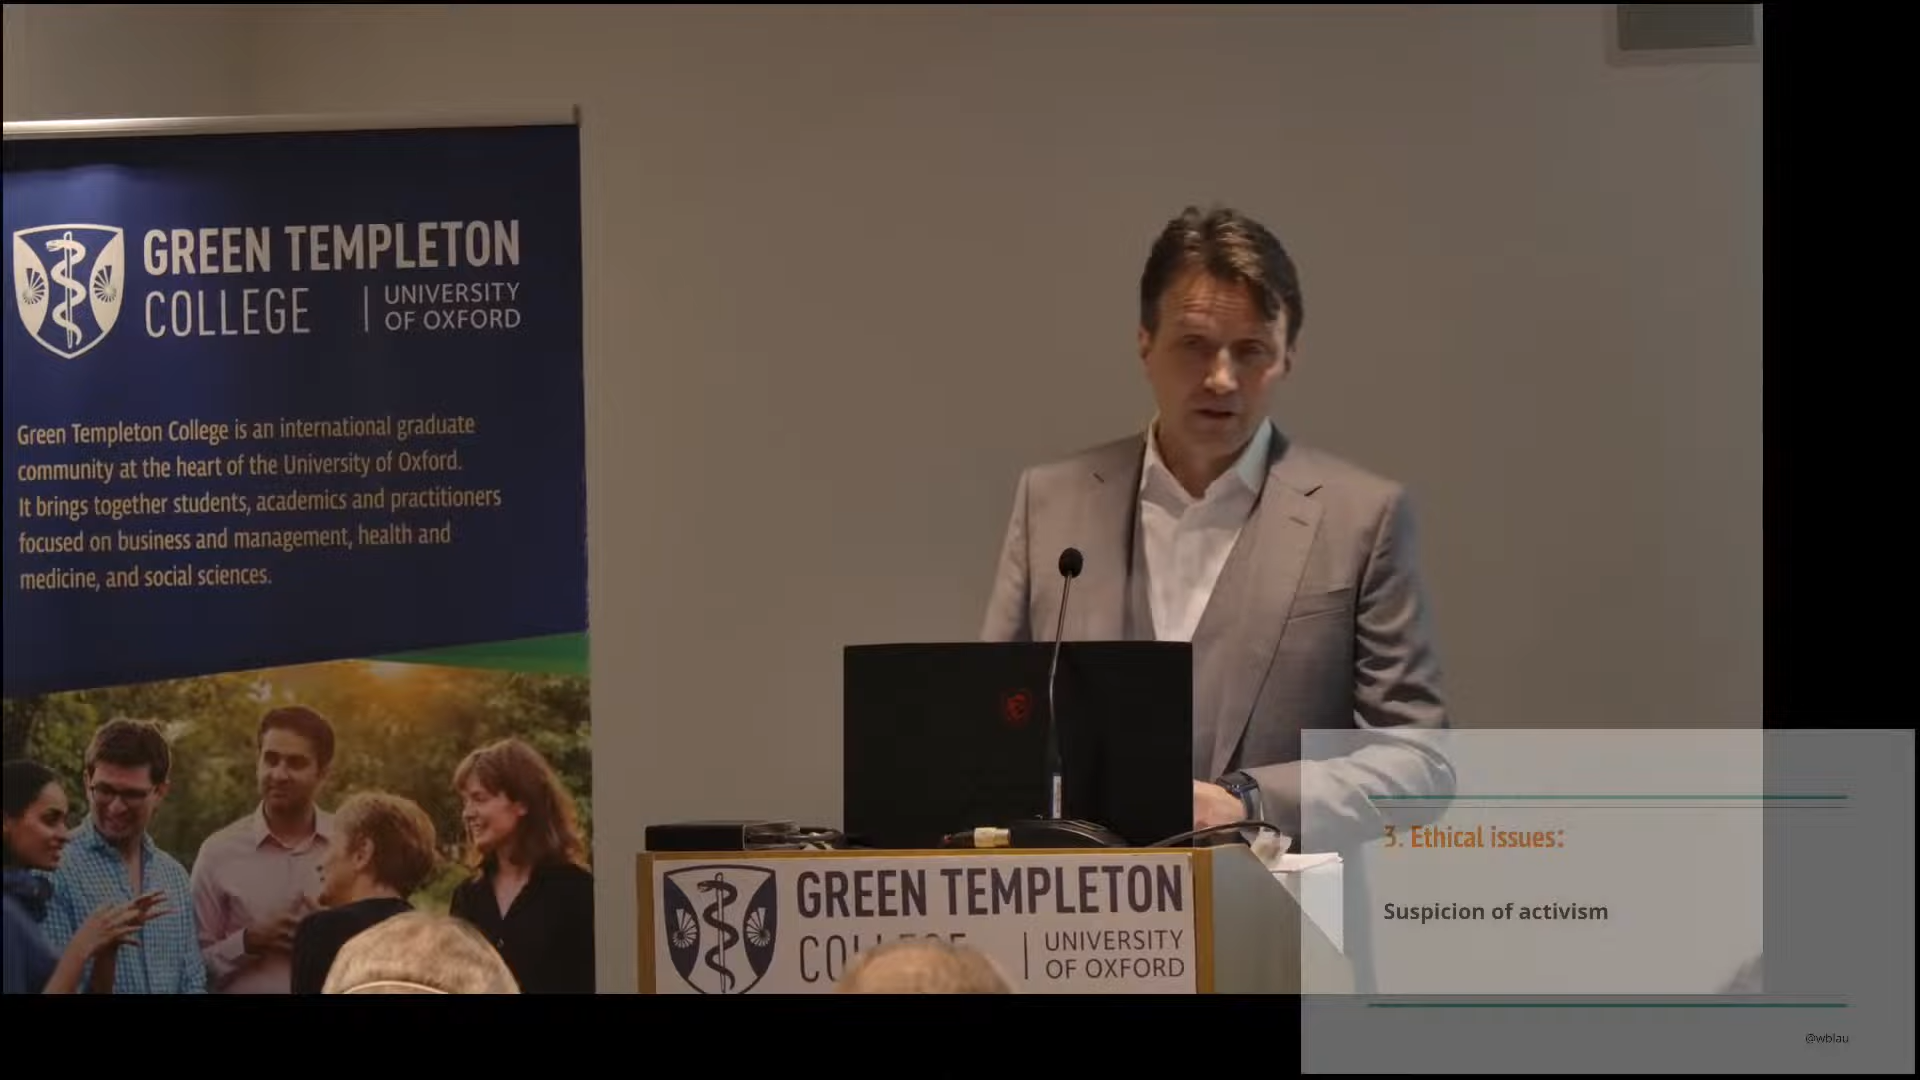 GREEN TEMPLETON
COLLEGE
UNIVERSITY
OF OXFORD
Green Templeton College is an international graduate
community at the heart of the University of Oxford.
It brings together students, academics and practitioners
focused on business and management, health and
medicine, and social sciences.
GREEN TEMPLETON
COLLEGE
UNIVERSITY
OF OXFORD
3. Ethical issues:
Suspicion of activism
@wblau